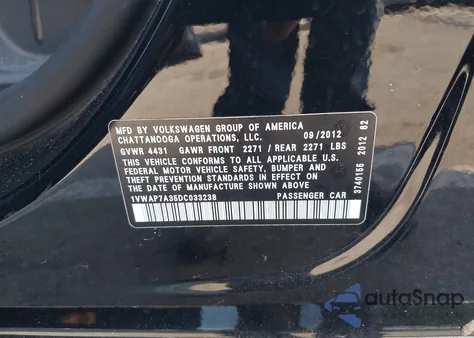 MFD BY VOLKSWAGEN GROUP OF AMERICA
CHATTANOOGA OPERATIONS, LLC. 09/2012
GVWR 4431 GAWR FRONT 2271 / REAR 2271 LBS
THIS VEHICLE CONFORMS TO ALL APPLICABLE U.S.
FEDERAL MOTOR VEHICLE SAFETY, BUMPER AND
THEFT PREVENTION STANDARDS IN EFFECT ON
THE DATE OF MANUFACTURE SHOWN ABOVE.
1VWAP7A35DC033238 PASSENGER CAR
3740165 2012 62
autoSnap